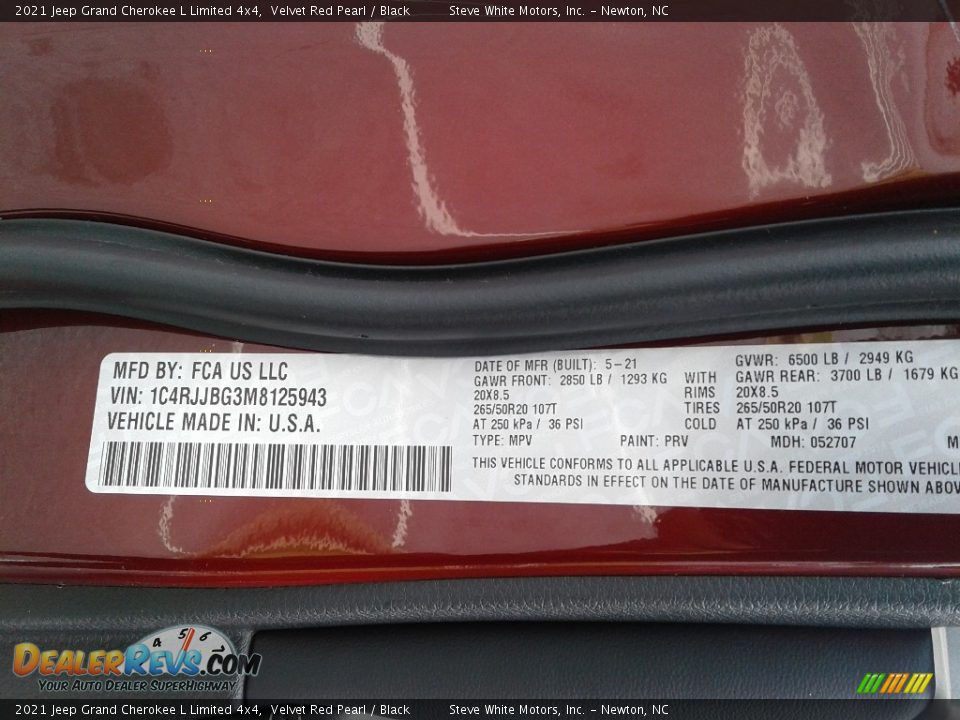 2021 Jeep Grand Cherokee L Limited 4x4, Velvet Red Pearl / Black Steve White Motors, Inc. – Newton, NC
MFD BY: FCA US LLC
VIN: 1C4RJJBG3M8125943
VEHICLE MADE IN: U.S.A.
DATE OF MFR (BUILT): 5-21 GVWR: 6500 LB / 2949 KG
GAWR FRONT: 2850 LB / 1293 KG WITH GAWR REAR: 3700 LB / 1679 KG
20X8.5 RIMS 20X8.5
265/50R20 107T TIRES 265/50R20 107T
AT 250 kPa / 36 PSI COLD AT 250 kPa / 36 PSI
TYPE: MPV PAINT: PRV MDH: 052707 M
THIS VEHICLE CONFORMS TO ALL APPLICABLE U.S.A. FEDERAL MOTOR VEHICL
STANDARDS IN EFFECT ON THE DATE OF MANUFACTURE SHOWN ABOV
4 5 6
DEALERREVS.COM
YOUR AUTO DEALER SUPERHIGHWAY
2021 Jeep Grand Cherokee L Limited 4x4, Velvet Red Pearl / Black Steve White Motors, Inc. – Newton, NC